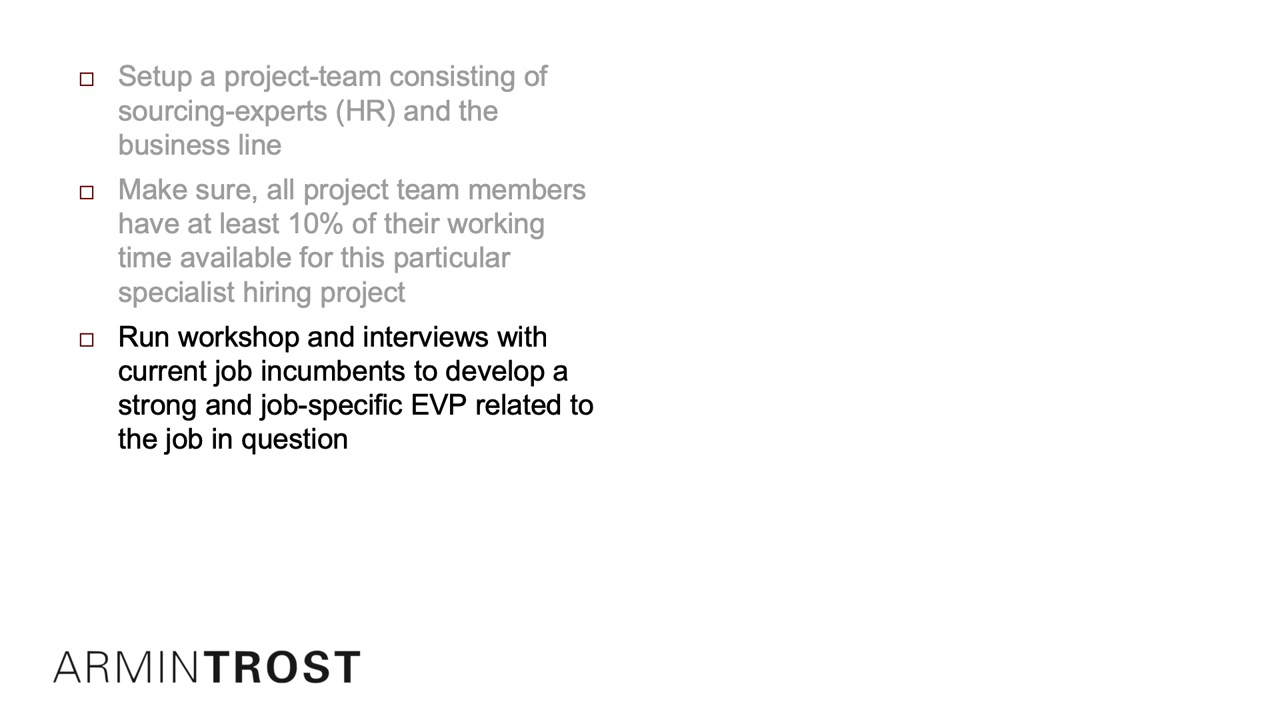 Setup a project-team consisting of
sourcing-experts (HR) and the
business line
Make sure, all project team members
have at least 10% of their working
time available for this particular
specialist hiring project
Run workshop and interviews with
current job incumbents to develop a
strong and job-specific EVP related to
the job in question
ARMINTROST